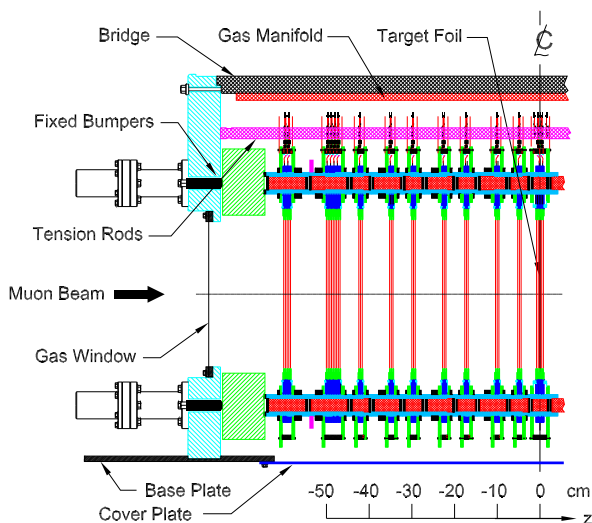 Bridge
Gas Manifold
Target Foil
℄
Fixed Bumpers
Tension Rods
Muon Beam
Gas Window
Base Plate
Cover Plate
-50 -40 -30 -20 -10 0 cm
z